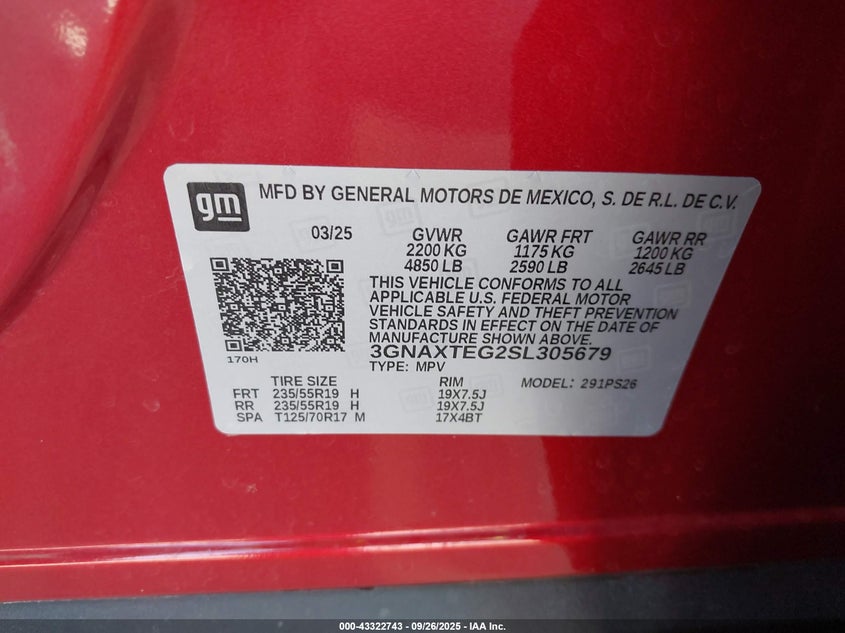 gm
MFD BY GENERAL MOTORS DE MEXICO, S. DE R.L. DE C.V.
03/25 GVWR GAWR FRT GAWR RR
2200 KG 1175 KG 1200 KG
4850 LB 2590 LB 2645 LB
THIS VEHICLE CONFORMS TO ALL
APPLICABLE U.S. FEDERAL MOTOR
VEHICLE SAFETY AND THEFT PREVENTION
STANDARDS IN EFFECT ON THE DATE OF
MANUFACTURE SHOWN ABOVE.
3GNAXTEG2SL305679
170H
TYPE: MPV
TIRE SIZE RIM MODEL: 291PS26
FRT 235/55R19 H 19X7.5J
RR 235/55R19 H 19X7.5J
SPA T125/70R17 M 17X4BT
000-43322743 | 09/26/2025 - IAA Inc.